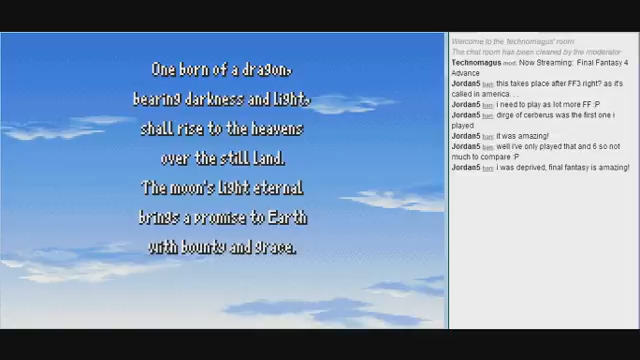 One born of a dragon,
bearing darkness and light,
shall rise to the heavens
over the still land.
The moon's light eternal
brings a promise to Earth
with bounty and grace.
Welcome to the Technomagus' room
The chat room has been cleared by the moderator
Technomagus mod: Now Streaming: Final Fantasy 4
Advance
Jordan5 ban: this takes place after FF3 right? as it's
called in america. . .
Jordan5 ban: i need to play as lot more FF :P
Jordan5 ban: dirge of cerberus was the first one i
played
Jordan5 ban: it was amazing!
Jordan5 ban: well i've only played that and 6 so not
much to compare :P
Jordan5 ban: i was deprived, final fantasy is amazing!